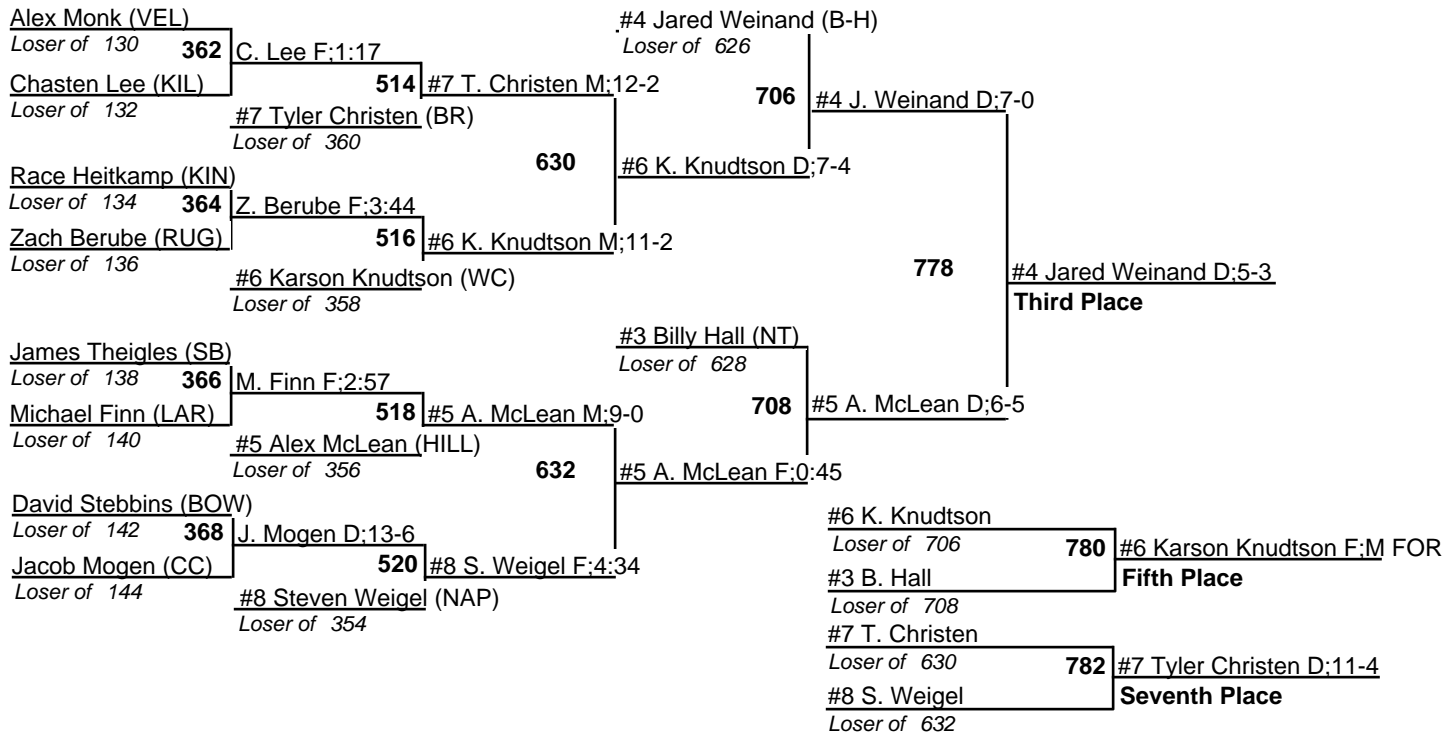 Alex Monk (VEL)
Loser of 130
362
C. Lee F;1:17
Chasten Lee (KIL)
Loser of 132
514
#7 T. Christen M;12-2
#7 Tyler Christen (BR)
Loser of 360
Race Heitkamp (KIN)
Loser of 134
364
Z. Berube F;3:44
Zach Berube (RUG)
Loser of 136
516
#6 K. Knudtson M;11-2
#6 Karson Knudtson (WC)
Loser of 358
630
#6 K. Knudtson D;7-4
#4 Jared Weinand (B-H)
Loser of 626
706
#4 J. Weinand D;7-0
James Theigles (SB)
Loser of 138
366
M. Finn F;2:57
Michael Finn (LAR)
Loser of 140
518
#5 A. McLean M;9-0
#5 Alex McLean (HILL)
Loser of 356
David Stebbins (BOW)
Loser of 142
368
J. Mogen D;13-6
Jacob Mogen (CC)
Loser of 144
520
#8 S. Weigel F;4:34
#8 Steven Weigel (NAP)
Loser of 354
632
#5 A. McLean F;0:45
#3 Billy Hall (NT)
Loser of 628
708
#5 A. McLean D;6-5
778
#4 Jared Weinand D;5-3
Third Place
#6 K. Knudtson
Loser of 706
780
#6 Karson Knudtson F;M FOR
#3 B. Hall
Fifth Place
Loser of 708
#7 T. Christen
Loser of 630
782
#7 Tyler Christen D;11-4
#8 S. Weigel
Seventh Place
Loser of 632